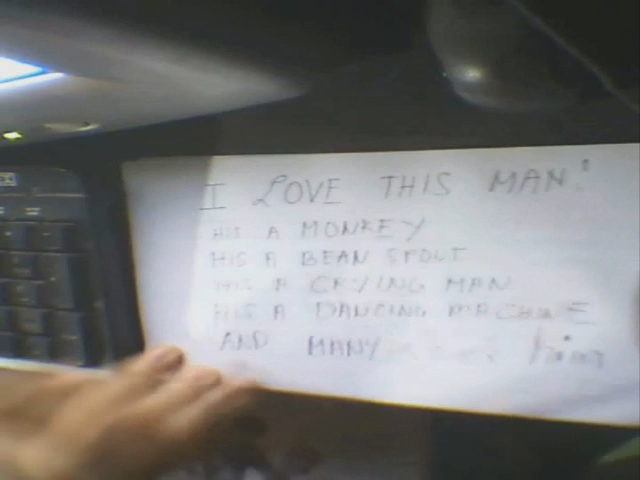 I LOVE THIS MAN!
HIS A MONKEY
HIS A BEAN SPOUT
HIS A CRYING MAN
HIS A DANCING MACHINE
AND MANY